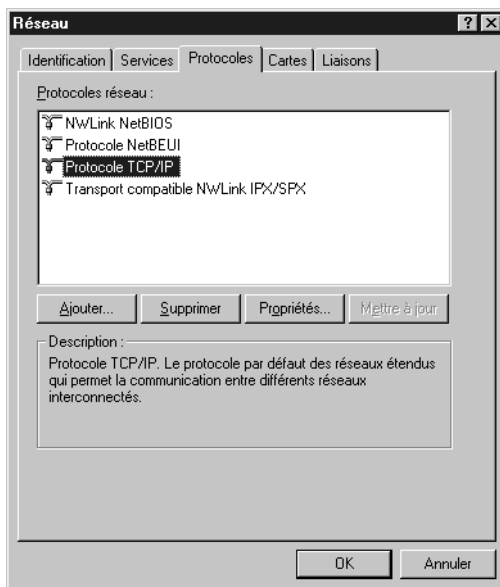 Réseau
Identification Services Protocoles Cartes Liaisons
Protocoles réseau :
NWLink NetBIOS
Protocole NetBEUI
Protocole TCP/IP
Transport compatible NWLink IPX/SPX
Ajouter... Supprimer Propriétés... Mettre à jour
Description :
Protocole TCP/IP. Le protocole par défaut des réseaux étendus
qui permet la communication entre différents réseaux
interconnectés.
OK Annuler